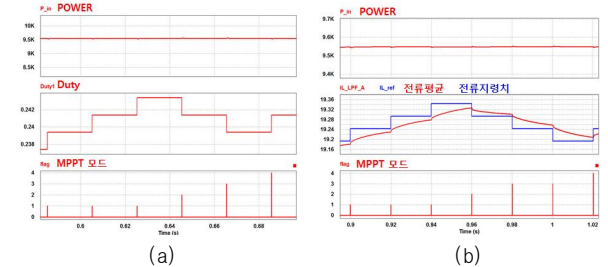 P_in POWER
10K
9.5K
9K
8.5K
Duty1 Duty
0.242
0.24
0.238
flag MPPT 모드
4
3
2
1
0
0.6 0.62 0.64 0.66 0.68
Time (s)
(a)
P_in POWER
9.7K
9.6K
9.5K
9.4K
IL_LPF_A IL_ref 전류평균 전류지령치
19.36
19.32
19.28
19.24
19.2
19.16
flag MPPT 모드
4
3
2
1
0
0.9 0.92 0.94 0.96 0.98 1 1.02
Time (s)
(b)